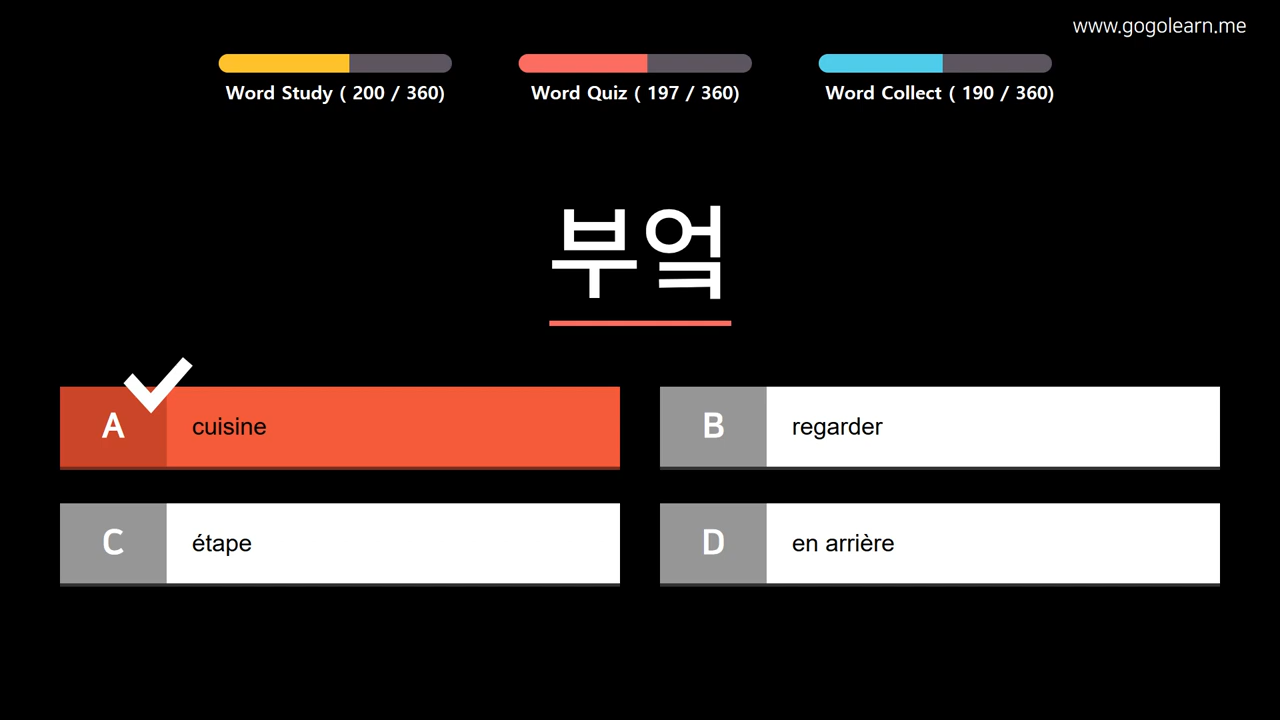 www.gogolearn.me
Word Study ( 200 / 360)
Word Quiz ( 197 / 360)
Word Collect ( 190 / 360)
부엌
A cuisine
B regarder
C étape
D en arrière